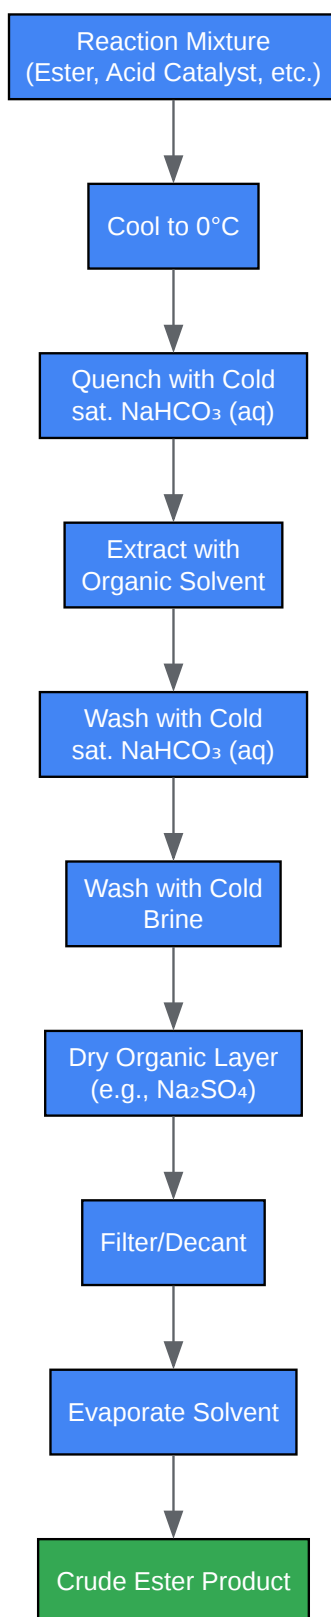 Reaction Mixture
(Ester, Acid Catalyst, etc.)
Cool to 0°C
Quench with Cold
sat. NaHCO₃ (aq)
Extract with
Organic Solvent
Wash with Cold
sat. NaHCO₃ (aq)
Wash with Cold
Brine
Dry Organic Layer
(e.g., Na₂SO₄)
Filter/Decant
Evaporate Solvent
Crude Ester Product